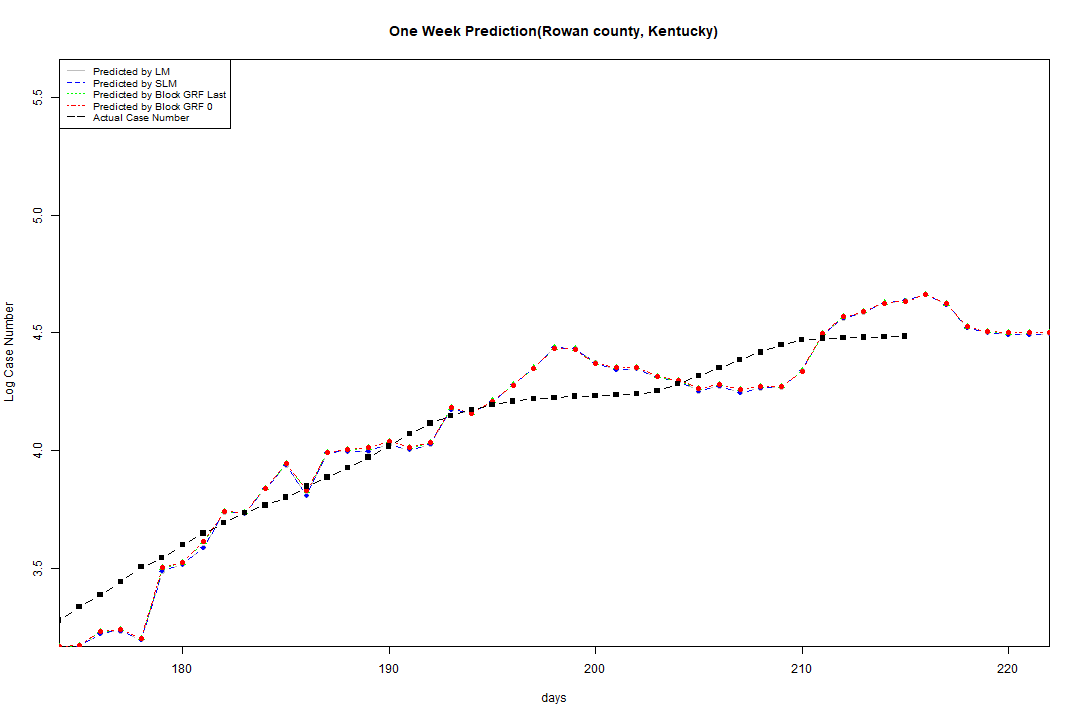 One Week Prediction(Rowan county, Kentucky)
Predicted by LM
Predicted by SLM
Predicted by Block GRF Last
Predicted by Block GRF 0
Actual Case Number
5.5
5.0
4.5
4.0
3.5
Log Case Number
180 190 200 210 220
days